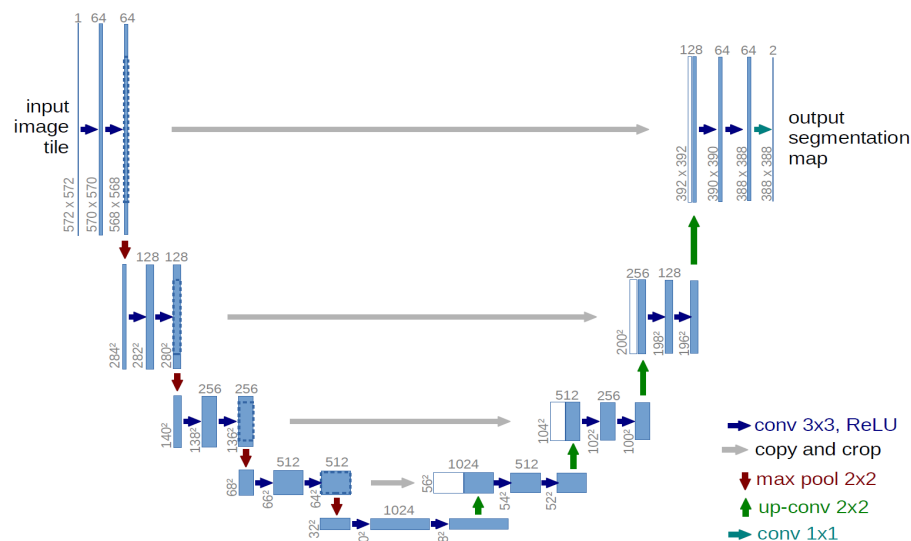 1 64 64
input
image
tile
572 x 572
570 x 570
568 x 568
128 64 64 2
output
segmentation
map
392 x 392
390 x 390
388 x 388
388 x 388
128 128
284²
282²
280²
256 128
200²
198²
196²
256 256
140²
138²
136²
512 256
104²
102²
100²
512 512
68²
66²
64²
1024 512
56²
54²
52²
1024
32²
conv 3x3, ReLU
copy and crop
max pool 2x2
up-conv 2x2
conv 1x1